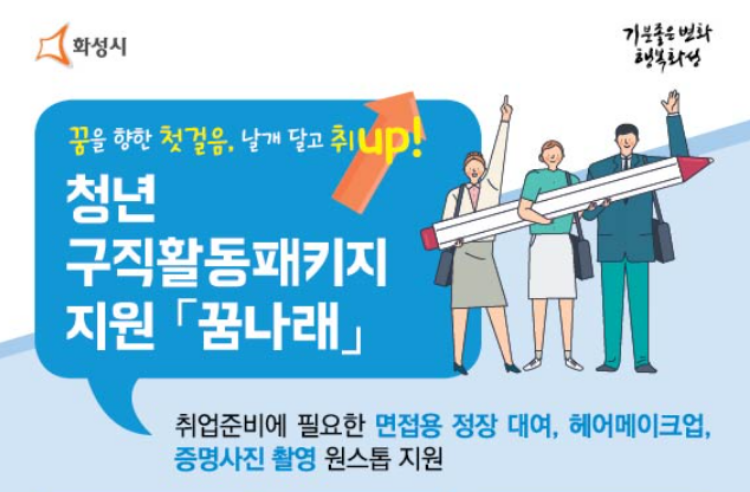 화성시
기분좋은변화
행복화성
꿈을 향한 첫걸음, 날개 달고 취up!
청년
구직활동패키지
지원「꿈나래」
취업준비에 필요한 면접용 정장 대여, 헤어메이크업,
증명사진 촬영 원스톱 지원